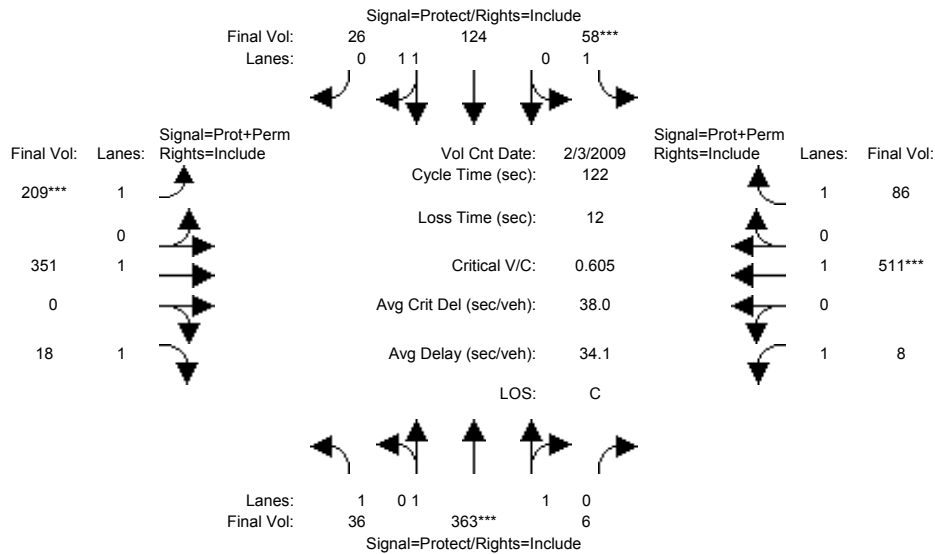 Signal=Protect/Rights=Include
Final Vol: 26 124 58***
Lanes: 0 1 1 0 1
Signal=Prot+Perm
Final Vol: Lanes: Rights=Include
Vol Cnt Date: 2/3/2009
Signal=Prot+Perm
Rights=Include Lanes: Final Vol:
Cycle Time (sec): 122
209*** 1
1 86
Loss Time (sec): 12
0
0
351 1
Critical V/C: 0.605
1 511***
0
Avg Crit Del (sec/veh): 38.0
0
18 1
Avg Delay (sec/veh): 34.1
1 8
LOS: C
Lanes: 1 0 1 1 0
Final Vol: 36 363*** 6
Signal=Protect/Rights=Include